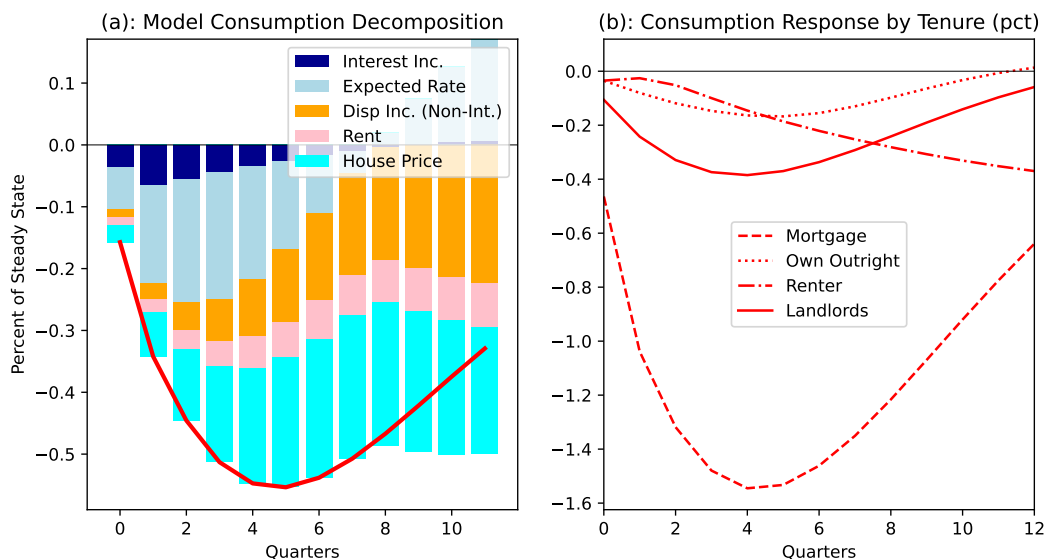 (a): Model Consumption Decomposition
Percent of Steady State
0.1
0.0
−0.1
−0.2
−0.3
−0.4
−0.5
Interest Inc.
Expected Rate
Disp Inc. (Non-Int.)
Rent
House Price
0 2 4 6 8 10
Quarters
(b): Consumption Response by Tenure (pct)
0.0
−0.2
−0.4
−0.6
−0.8
−1.0
−1.2
−1.4
−1.6
Mortgage
Own Outright
Renter
Landlords
0 2 4 6 8 10 12
Quarters